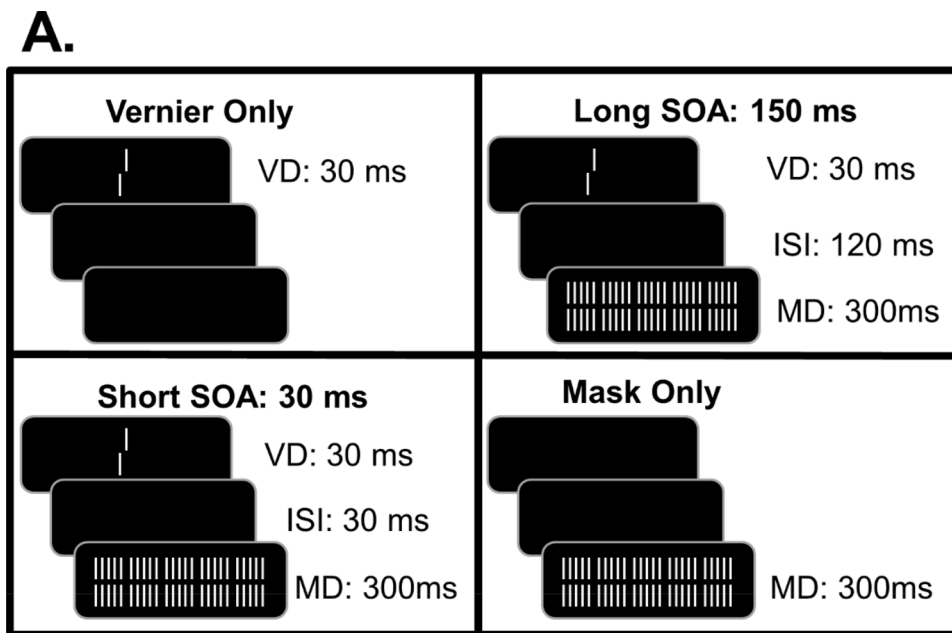 A.
Vernier Only
VD: 30 ms
Long SOA: 150 ms
VD: 30 ms
ISI: 120 ms
MD: 300ms
Short SOA: 30 ms
VD: 30 ms
ISI: 30 ms
MD: 300ms
Mask Only
MD: 300ms